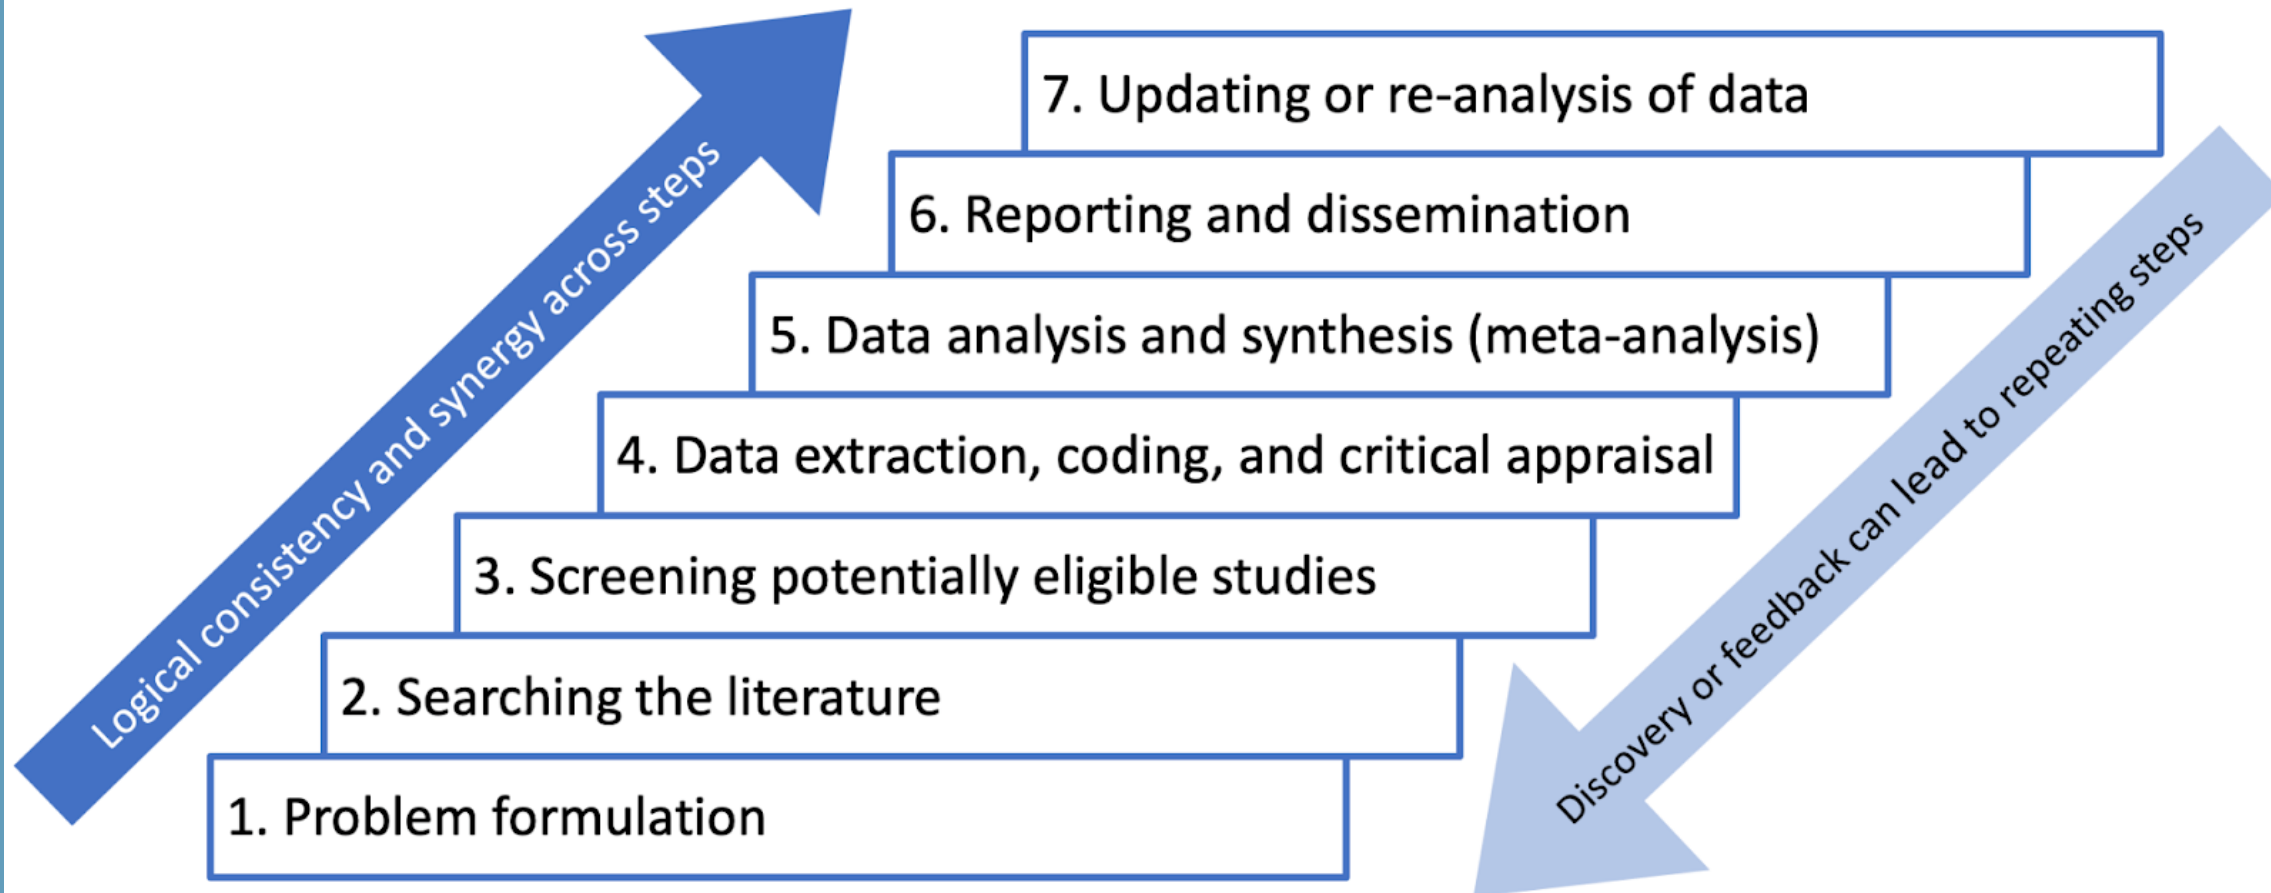 Logical consistency and synergy across steps
7. Updating or re-analysis of data
6. Reporting and dissemination
5. Data analysis and synthesis (meta-analysis)
4. Data extraction, coding, and critical appraisal
3. Screening potentially eligible studies
2. Searching the literature
1. Problem formulation
Discovery or feedback can lead to repeating steps